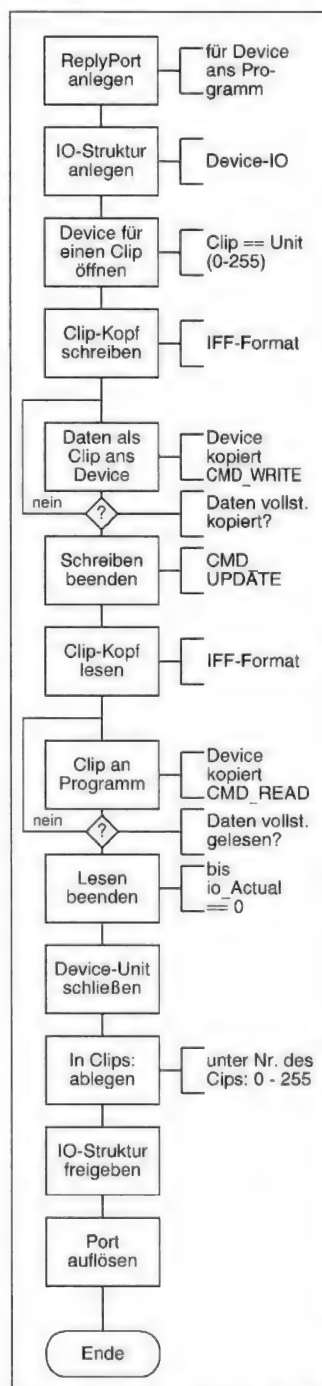 ReplyPort
anlegen
für Device
ans Pro-
gramm
IO-Struktur
anlegen
Device-IO
Device für
einen Clip
öffnen
Clip == Unit
(0-255)
Clip-Kopf
schreiben
IFF-Format
Daten als
Clip ans
Device
Device
kopiert
CMD_WRITE
nein
?
Daten vollst.
kopiert?
Schreiben
beenden
CMD_
UPDATE
Clip-Kopf
lesen
IFF-Format
Clip an
Programm
Device
kopiert
CMD_READ
nein
?
Daten vollst.
gelesen?
Lesen
beenden
bis
io_Actual
== 0
Device-Unit
schließen
In Clips:
ablegen
unter Nr. des
Cips: 0 - 255
IO-Struktur
freigeben
Port
auflösen
Ende